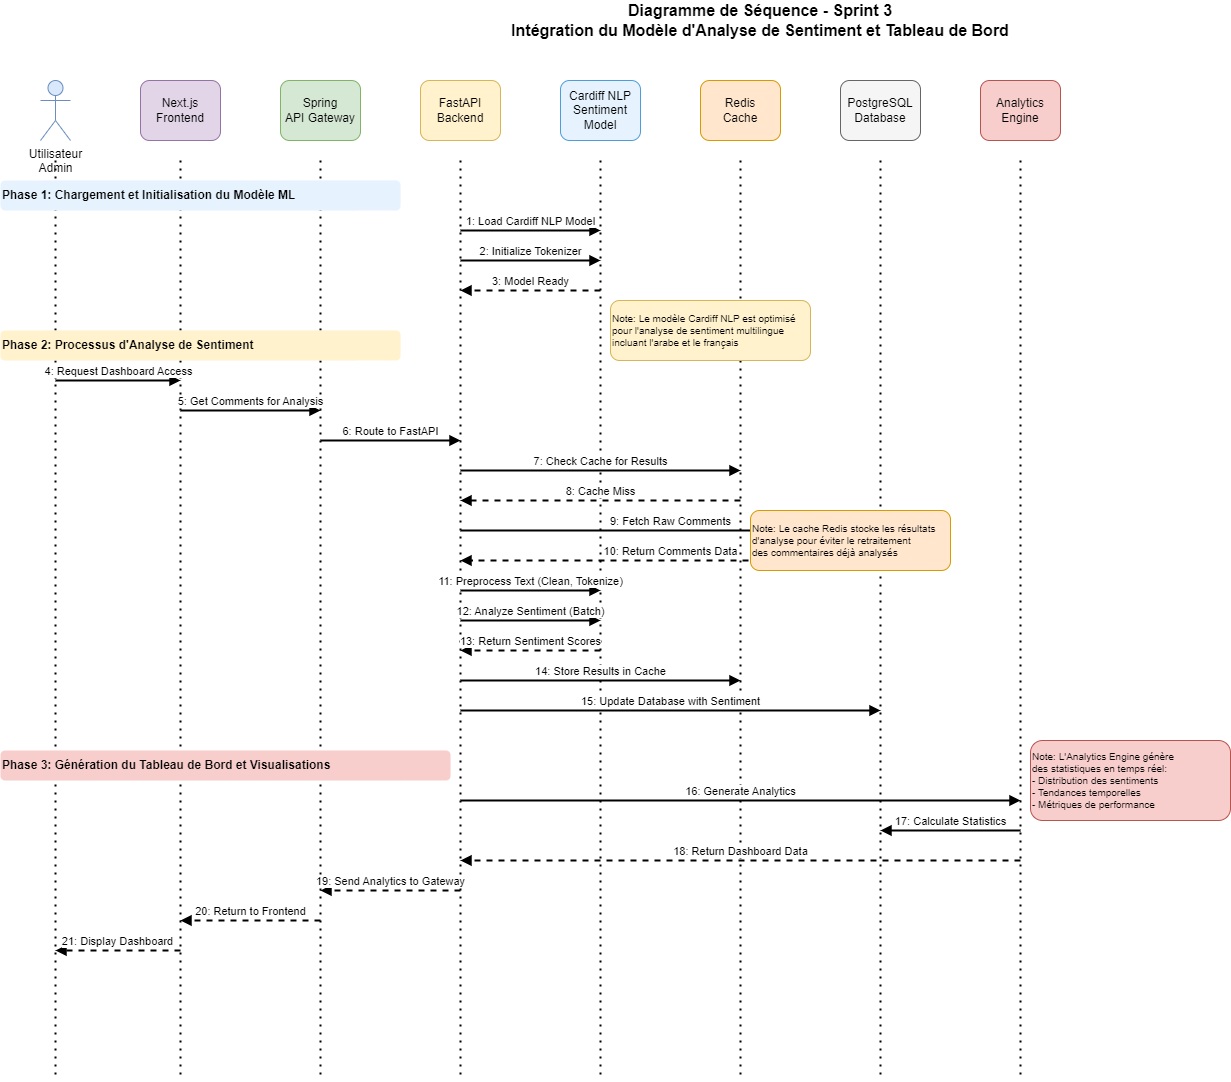 Diagramme de Séquence - Sprint 3
Intégration du Modèle d'Analyse de Sentiment et Tableau de Bord
Utilisateur
Admin
Next.js
Frontend
Spring
API Gateway
FastAPI
Backend
Cardiff NLP
Sentiment
Model
Redis
Cache
PostgreSQL
Database
Analytics
Engine
Phase 1: Chargement et Initialisation du Modèle ML
1: Load Cardiff NLP Model
2: Initialize Tokenizer
3: Model Ready
Note: Le modèle Cardiff NLP est optimisé
pour l'analyse de sentiment multilingue
incluant l'arabe et le français
Phase 2: Processus d'Analyse de Sentiment
4: Request Dashboard Access
5: Get Comments for Analysis
6: Route to FastAPI
7: Check Cache for Results
8: Cache Miss
9: Fetch Raw Comments
Note: Le cache Redis stocke les résultats
d'analyse pour éviter le retraitement
des commentaires déjà analysés
10: Return Comments Data
11: Preprocess Text (Clean, Tokenize)
12: Analyze Sentiment (Batch)
13: Return Sentiment Scores
14: Store Results in Cache
15: Update Database with Sentiment
Phase 3: Génération du Tableau de Bord et Visualisations
Note: L'Analytics Engine génère
des statistiques en temps réel:
- Distribution des sentiments
- Tendances temporelles
- Métriques de performance
16: Generate Analytics
17: Calculate Statistics
18: Return Dashboard Data
19: Send Analytics to Gateway
20: Return to Frontend
21: Display Dashboard